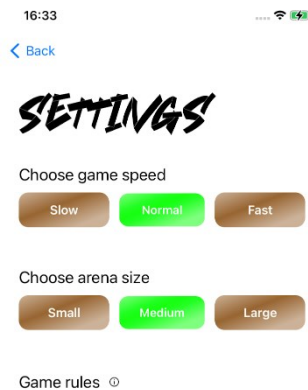 16:33
Back
SETTINGS
Choose game speed
Slow Normal Fast
Choose arena size
Small Medium Large
Game rules